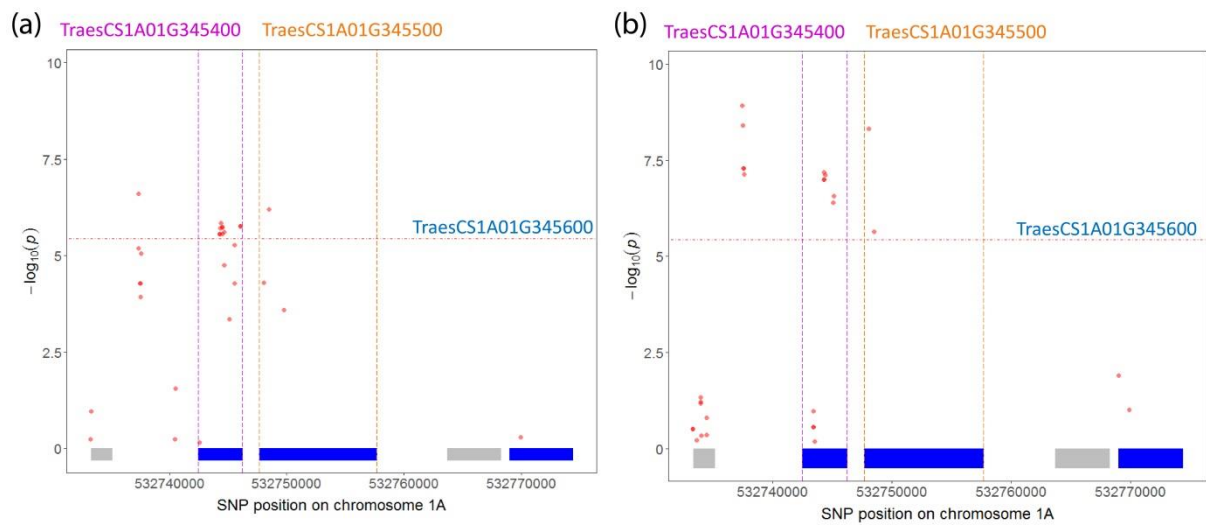 (a)
TraesCS1A01G345400 TraesCS1A01G345500
10
7.5
5
2.5
0
−log10(p)
TraesCS1A01G345600
532740000 532750000 532760000 532770000
SNP position on chromosome 1A
(b)
TraesCS1A01G345400 TraesCS1A01G345500
10
7.5
5
2.5
0
−log10(p)
TraesCS1A01G345600
532740000 532750000 532760000 532770000
SNP position on chromosome 1A